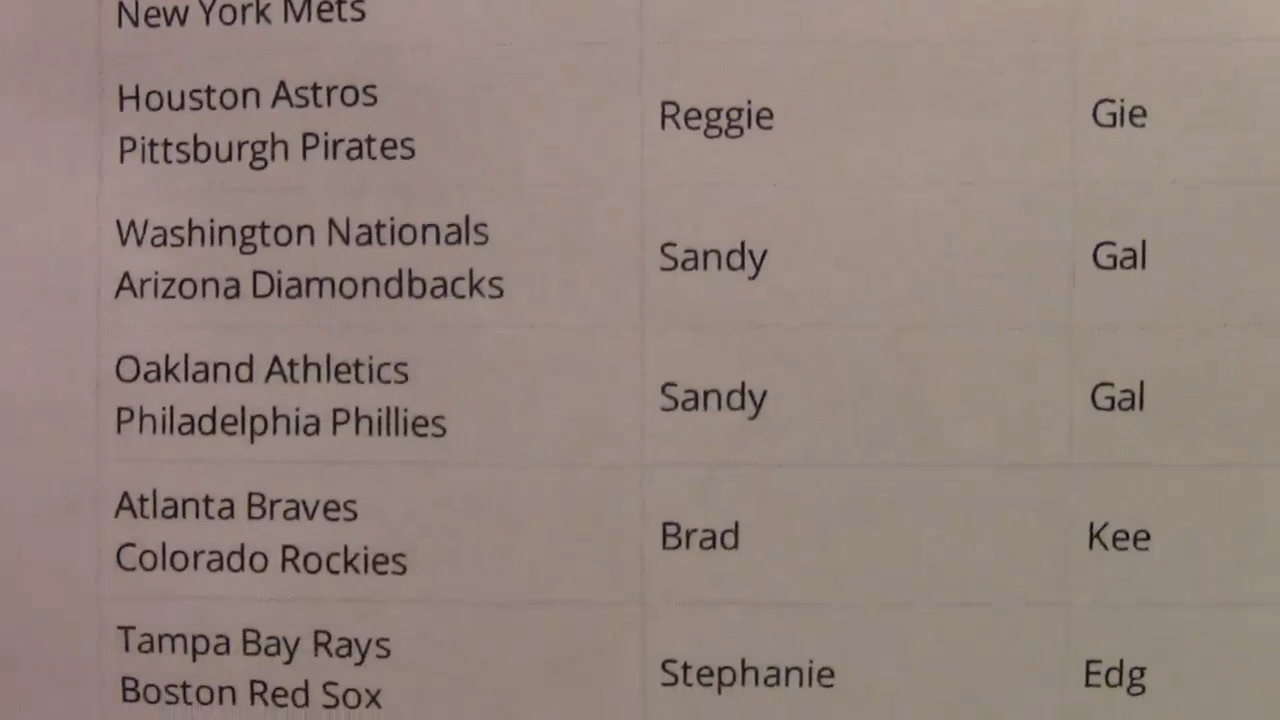 New York Mets
Houston Astros
Pittsburgh Pirates
Reggie
Gie
Washington Nationals
Arizona Diamondbacks
Sandy
Gal
Oakland Athletics
Philadelphia Phillies
Sandy
Gal
Atlanta Braves
Colorado Rockies
Brad
Kee
Tampa Bay Rays
Boston Red Sox
Stephanie
Edg